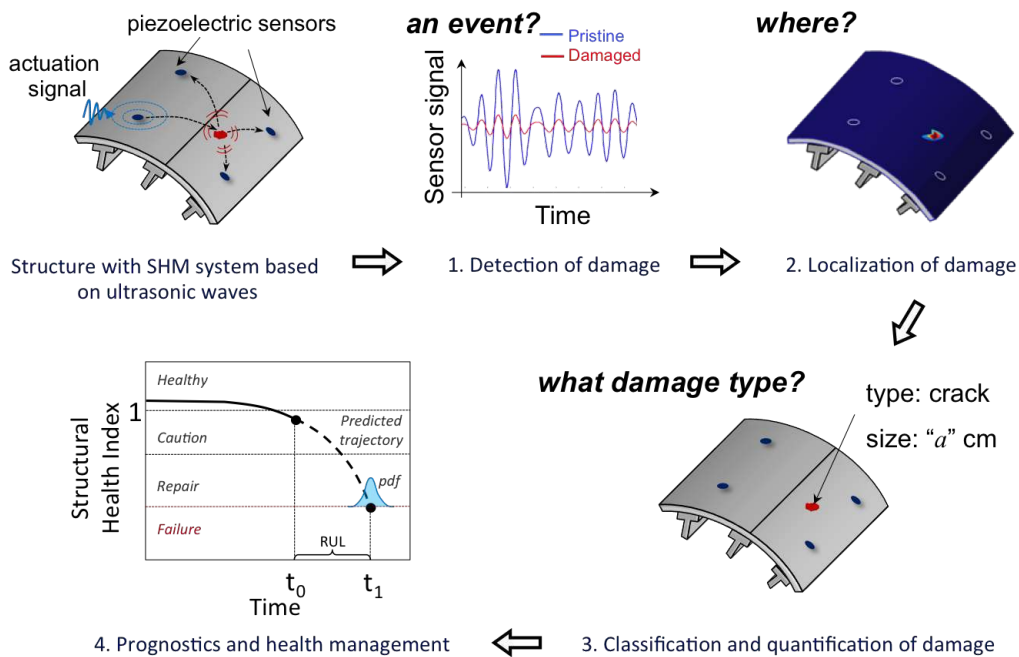 piezoelectric sensors
actuation
signal
Structure with SHM system based
on ultrasonic waves
an event?
Pristine
Damaged
Sensor signal
Time
1. Detection of damage
where?
2. Localization of damage
what damage type?
type: crack
size: “a” cm
3. Classification and quantification of damage
Structural
Health Index
1
Healthy
Caution
Repair
Failure
Predicted
trajectory
pdf
RUL
t0
t1
Time
4. Prognostics and health management